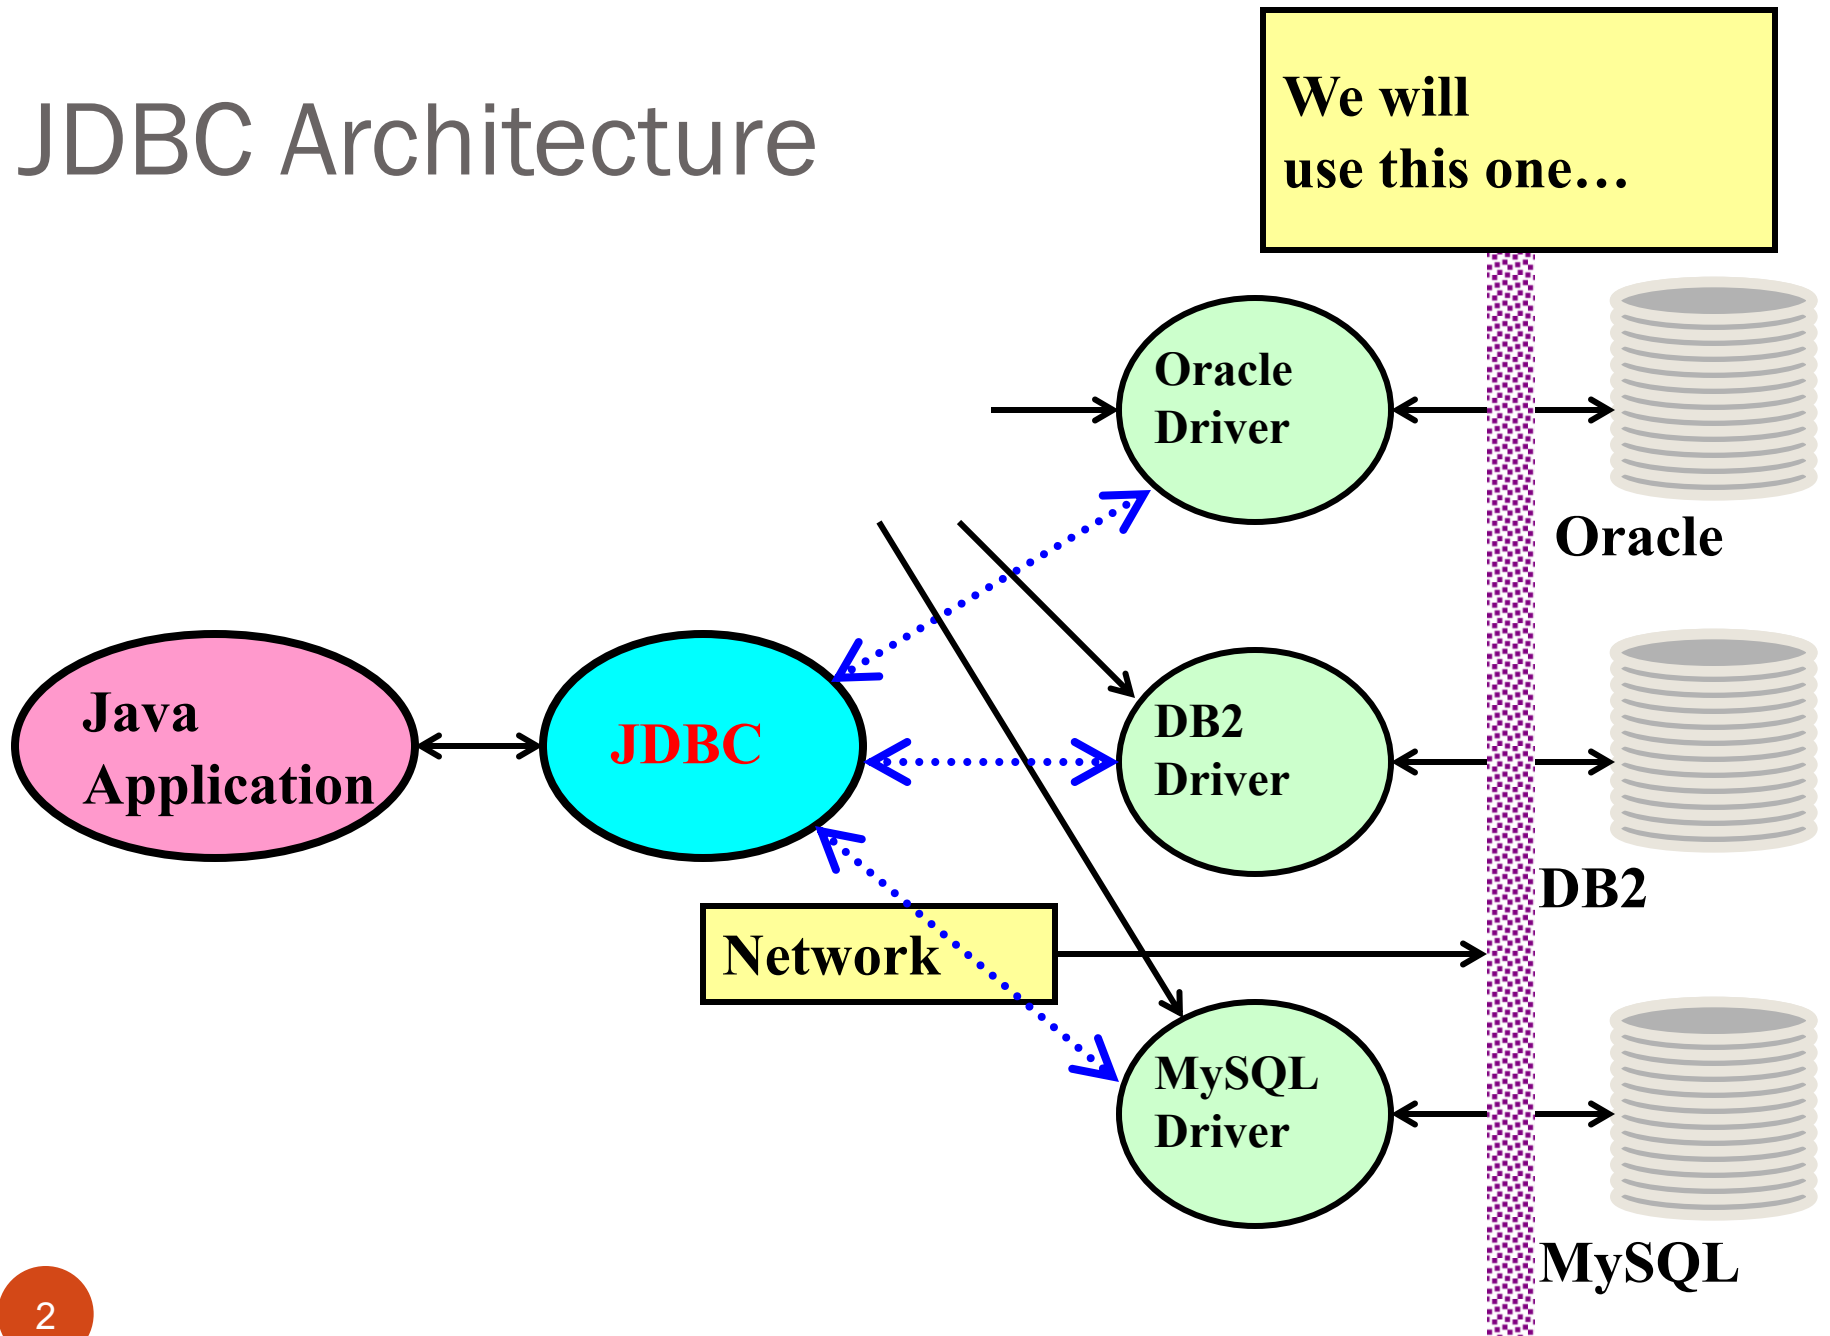 JDBC Architecture
We will
use this one…
Oracle
Driver
Oracle
Java
Application
JDBC
DB2
Driver
DB2
Network
MySQL
Driver
MySQL
2